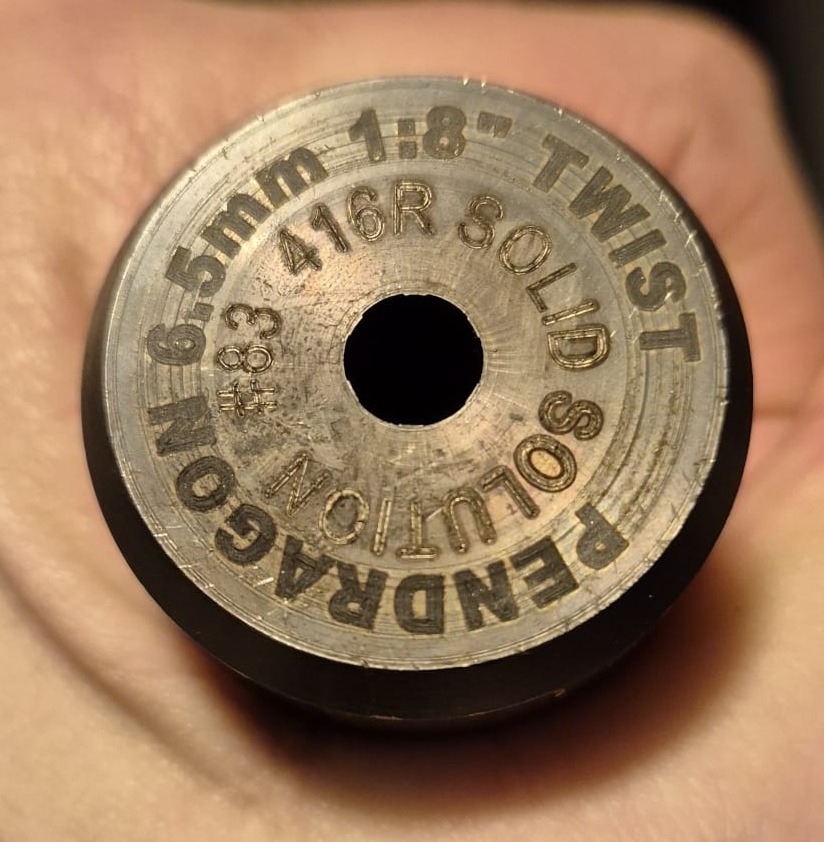 PENDRAGON 6.5mm 1:8" TWIST
#83 416R SOLID SOLUTION